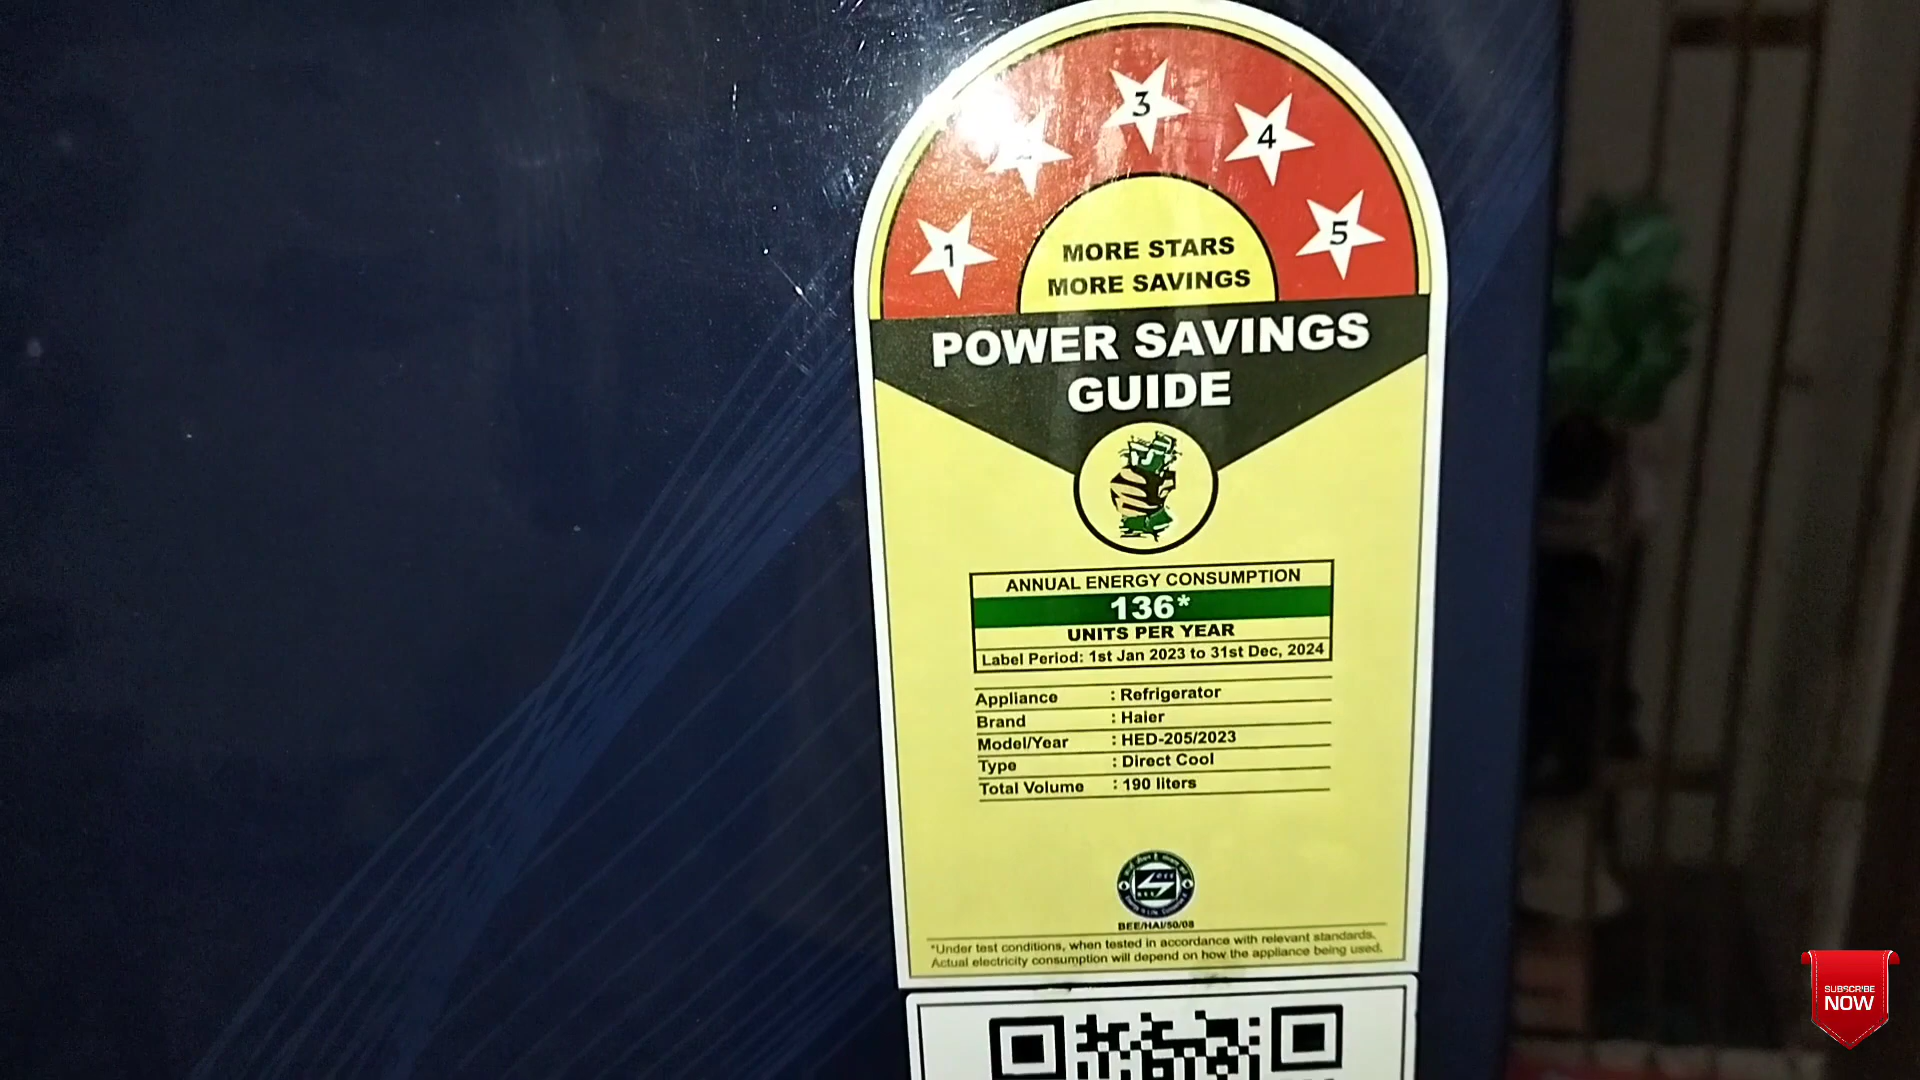 1
3
4
5
MORE STARS
MORE SAVINGS
POWER SAVINGS
GUIDE
ANNUAL ENERGY CONSUMPTION
136*
UNITS PER YEAR
Label Period: 1st Jan 2023 to 31st Dec, 2024
Appliance : Refrigerator
Brand : Haier
Model/Year : HED-205/2023
Type : Direct Cool
Total Volume : 190 liters
BEE/HAI/50/08
*Under test conditions, when tested in accordance with relevant standards.
Actual electricity consumption will depend on how the appliance being used.
SUBSCRIBE
NOW